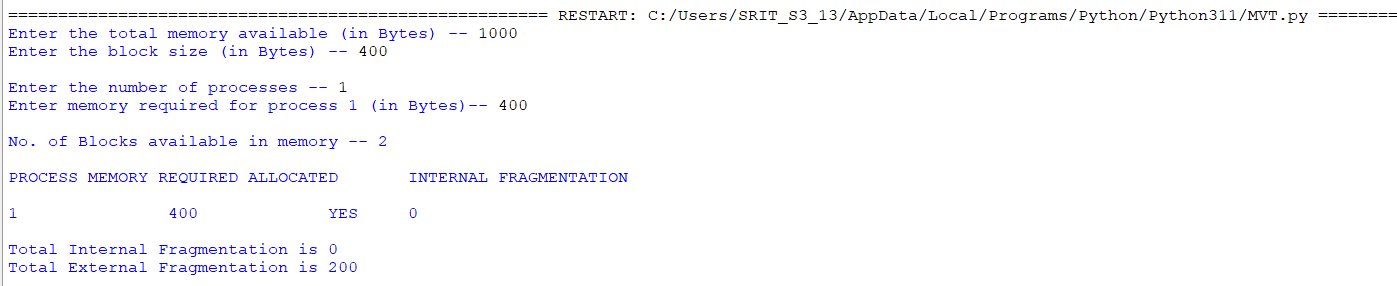 ====================================================== RESTART: C:/Users/SRIT_S3_13/AppData/Local/Programs/Python/Python311/MVT.py ========
Enter the total memory available (in Bytes) -- 1000
Enter the block size (in Bytes) -- 400
Enter the number of processes -- 1
Enter memory required for process 1 (in Bytes)-- 400
No. of Blocks available in memory -- 2
PROCESS MEMORY REQUIRED ALLOCATED       INTERNAL FRAGMENTATION
1               400             YES     0
Total Internal Fragmentation is 0
Total External Fragmentation is 200